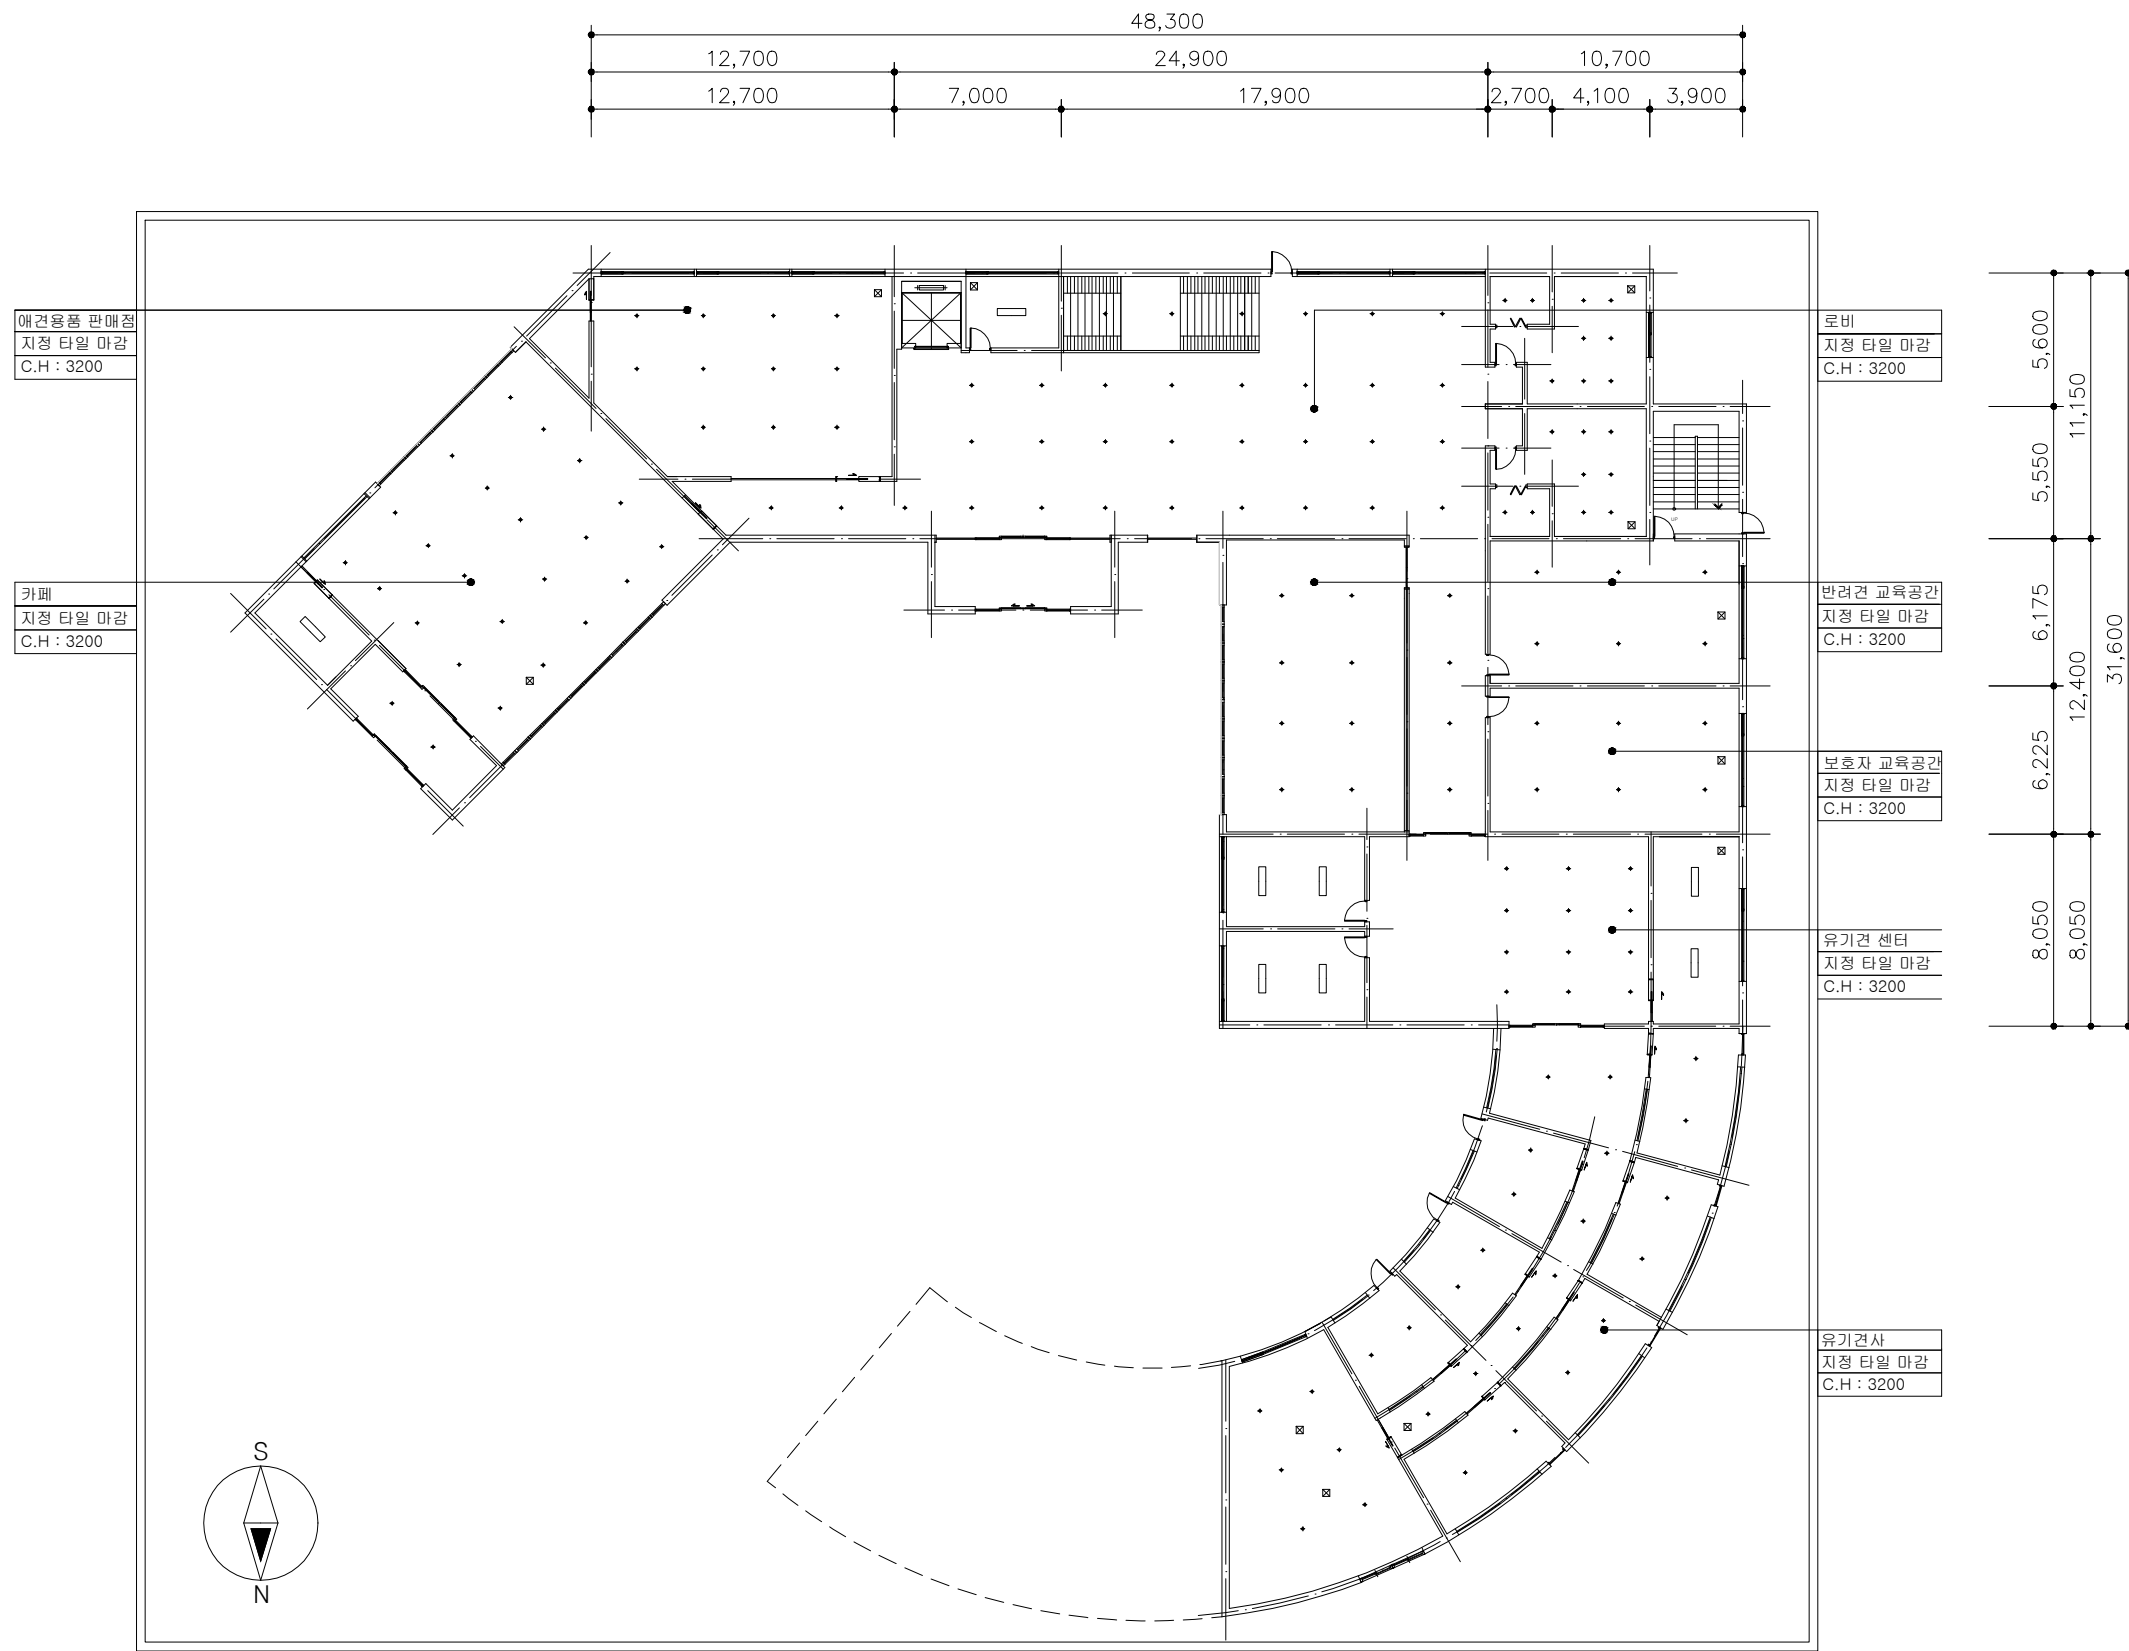 48,300
12,700
24,900
10,700
12,700
7,000
17,900
2,700
4,100
3,900
애견용품 판매점
지정 타일 마감
C.H : 3200
로비
지정 타일 마감
C.H : 3200
5,600
11,150
5,550
UP
카페
지정 타일 마감
C.H : 3200
반려견 교육공간
지정 타일 마감
C.H : 3200
6,175
12,400
31,600
6,225
보호자 교육공간
지정 타일 마감
C.H : 3200
유기견 센터
지정 타일 마감
C.H : 3200
8,050
8,050
유기견사
지정 타일 마감
C.H : 3200
S
N